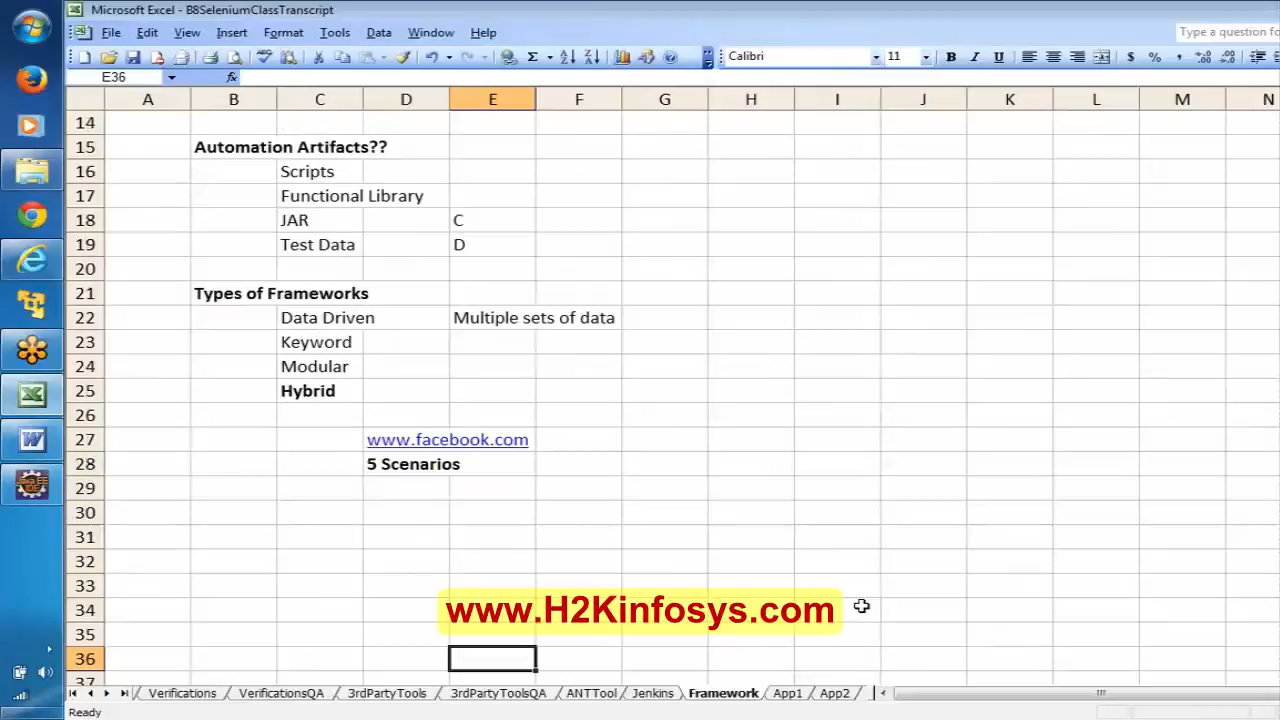 Microsoft Excel - B8SeleniumClassTranscript
File Edit View Insert Format Tools Data Window Help
Type a question fo
Calibri 11 B I U $ %
E36 fx
A B C D E F G H I J K L M N
14
15 Automation Artifacts??
16 Scripts
17 Functional Library
18 JAR C
19 Test Data D
20
21 Types of Frameworks
22 Data Driven Multiple sets of data
23 Keyword
24 Modular
25 Hybrid
26
27 www.facebook.com
28 5 Scenarios
29
30
31
32
33
34 www.H2Kinfosys.com
35
36
37
Verifications VerificationsQA 3rdPartyTools 3rdPartyToolsQA ANTTool Jenkins Framework App1 App2
Ready